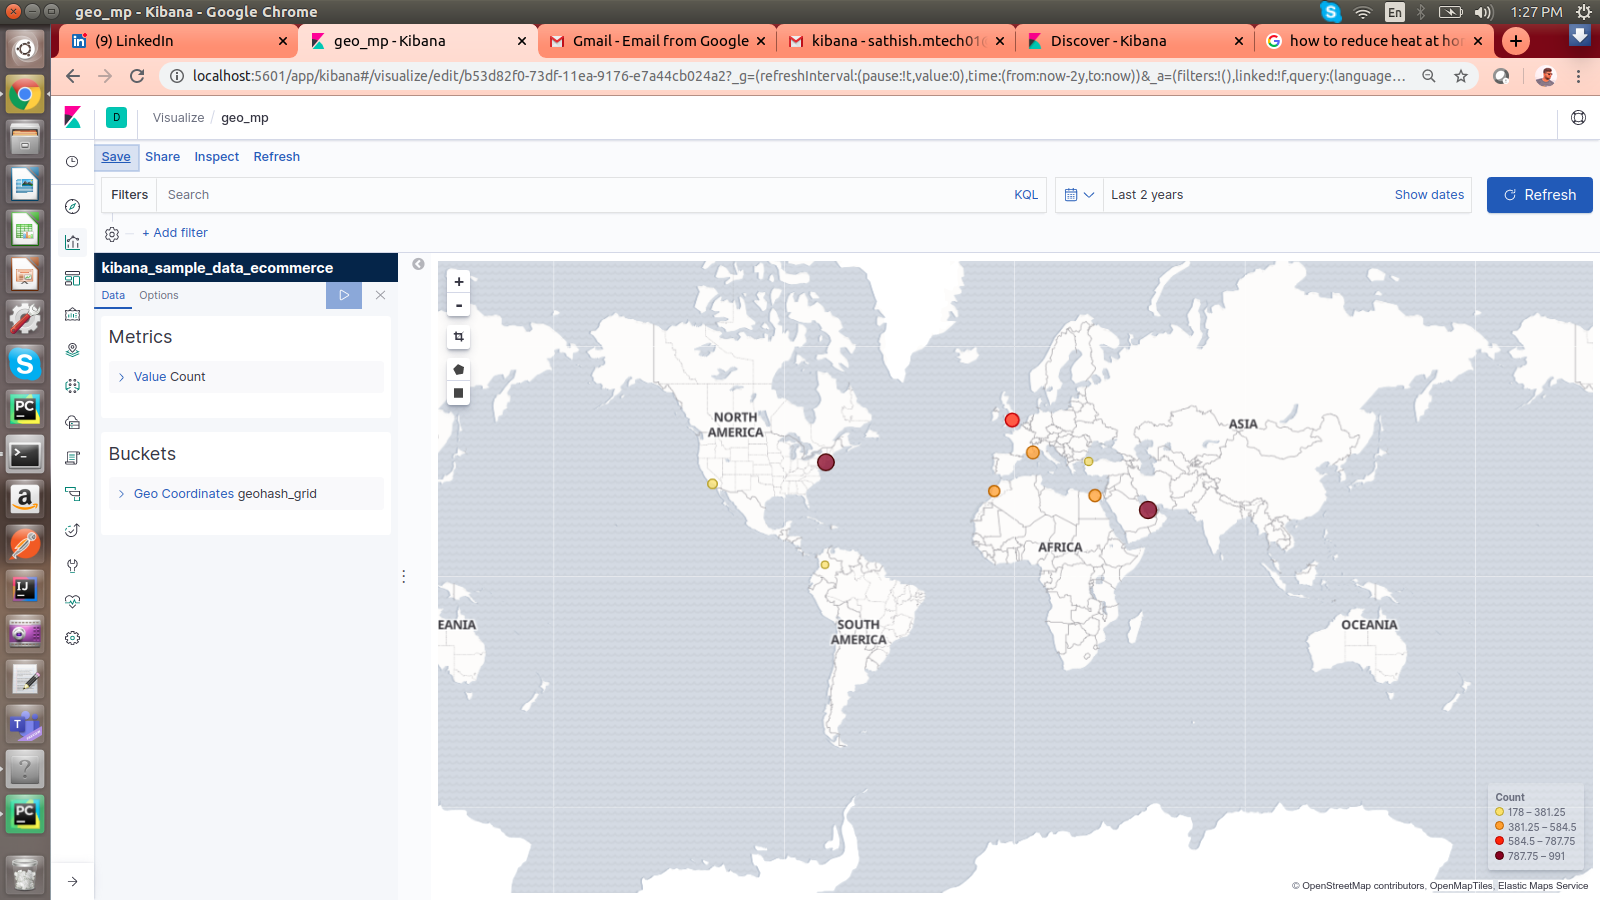 geo_mp - Kibana - Google Chrome
En
1:27 PM
(9) LinkedIn
geo_mp - Kibana
Gmail - Email from Google
kibana - sathish.mtech01@
Discover - Kibana
how to reduce heat at hom
localhost:5601/app/kibana#/visualize/edit/b53d82f0-73df-11ea-9176-e7a44cb024a2?_g=(refreshInterval:(pause:!t,value:0),time:(from:now-2y,to:now))&_a=(filters:!(),linked:!f,query:(language...
D
Visualize / geo_mp
Save Share Inspect Refresh
Filters Search KQL
Last 2 years Show dates
Refresh
+ Add filter
kibana_sample_data_ecommerce
Data Options
Metrics
Value Count
Buckets
Geo Coordinates geohash_grid
+
-
NORTH
AMERICA
ASIA
AFRICA
SOUTH
AMERICA
EANIA
OCEANIA
Count
178 – 381.25
381.25 – 584.5
584.5 – 787.75
787.75 – 991
© OpenStreetMap contributors, OpenMapTiles, Elastic Maps Service